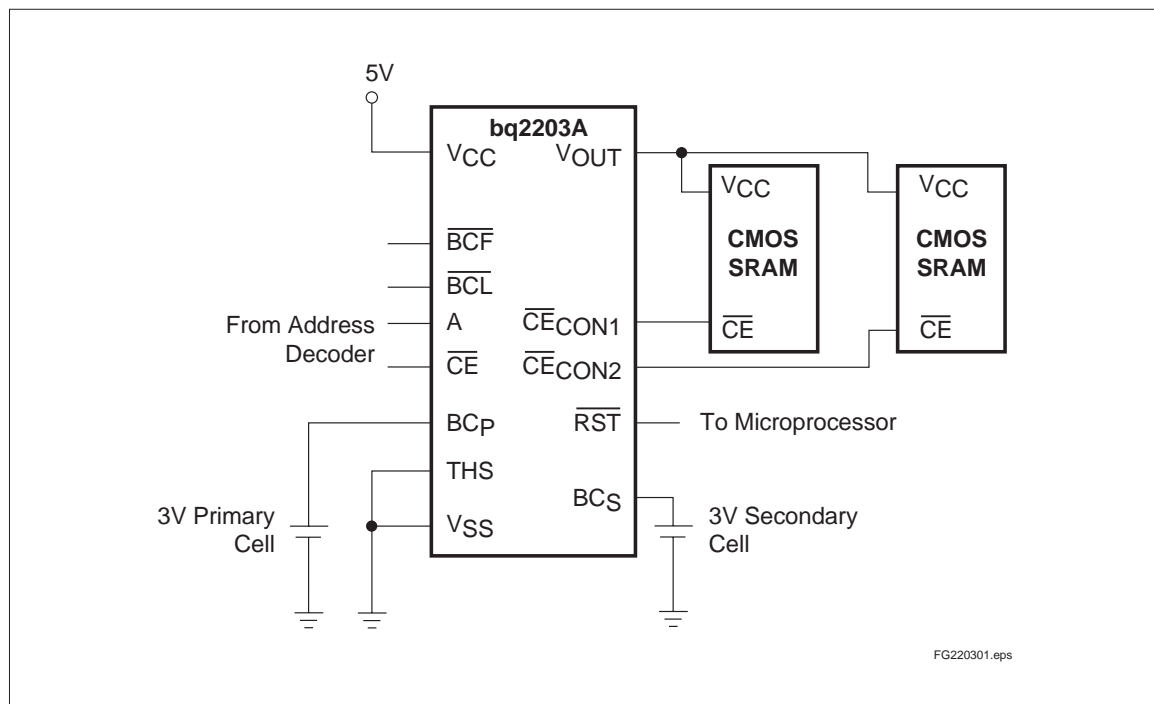 5V
bq2203A
VCC VOUT
VCC
CMOS
SRAM
CE
VCC
CMOS
SRAM
CE
BCF
BCL
From Address
Decoder
A CECON1
CE CECON2
BCP RST
To Microprocessor
THS
BCS
3V Primary
Cell
VSS
3V Secondary
Cell
FG220301.eps